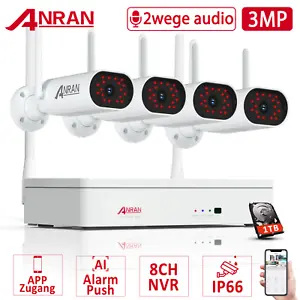 ANRAN
2wege audio
3MP
ANRAN
1TB
APP
Zugang
AI
Alarm
Push
8CH
NVR
IP66